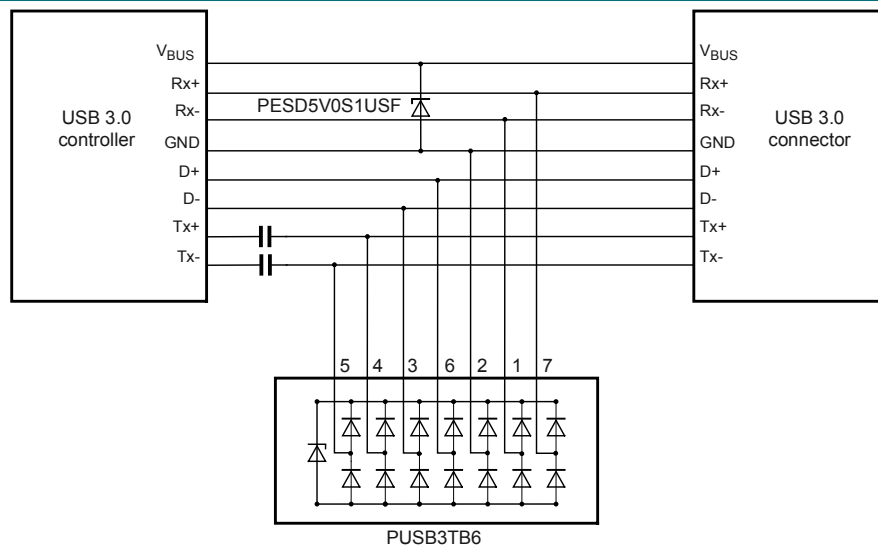 USB 3.0
controller
VBUS
Rx+
Rx-
GND
D+
D-
Tx+
Tx-
PESD5V0S1USF
VBUS
Rx+
Rx-
GND
D+
D-
Tx+
Tx-
USB 3.0
connector
5 4 3 6 2 1 7
PUSB3TB6